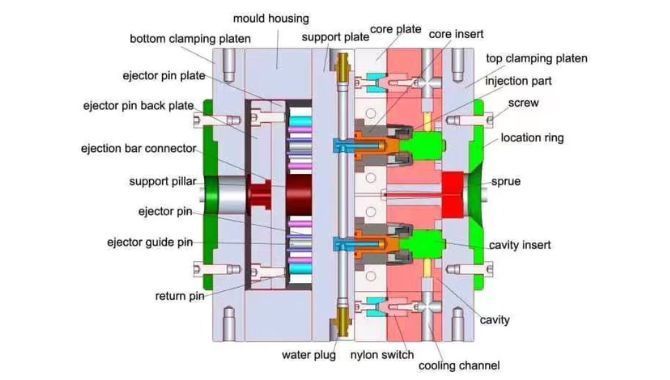 mould housing
bottom clamping platen
support plate
core plate
core insert
top clamping platen
ejector pin plate
injection part
ejector pin back plate
screw
ejection bar connector
location ring
support pillar
sprue
ejector pin
ejector guide pin
cavity insert
return pin
cavity
water plug
nylon switch
cooling channel